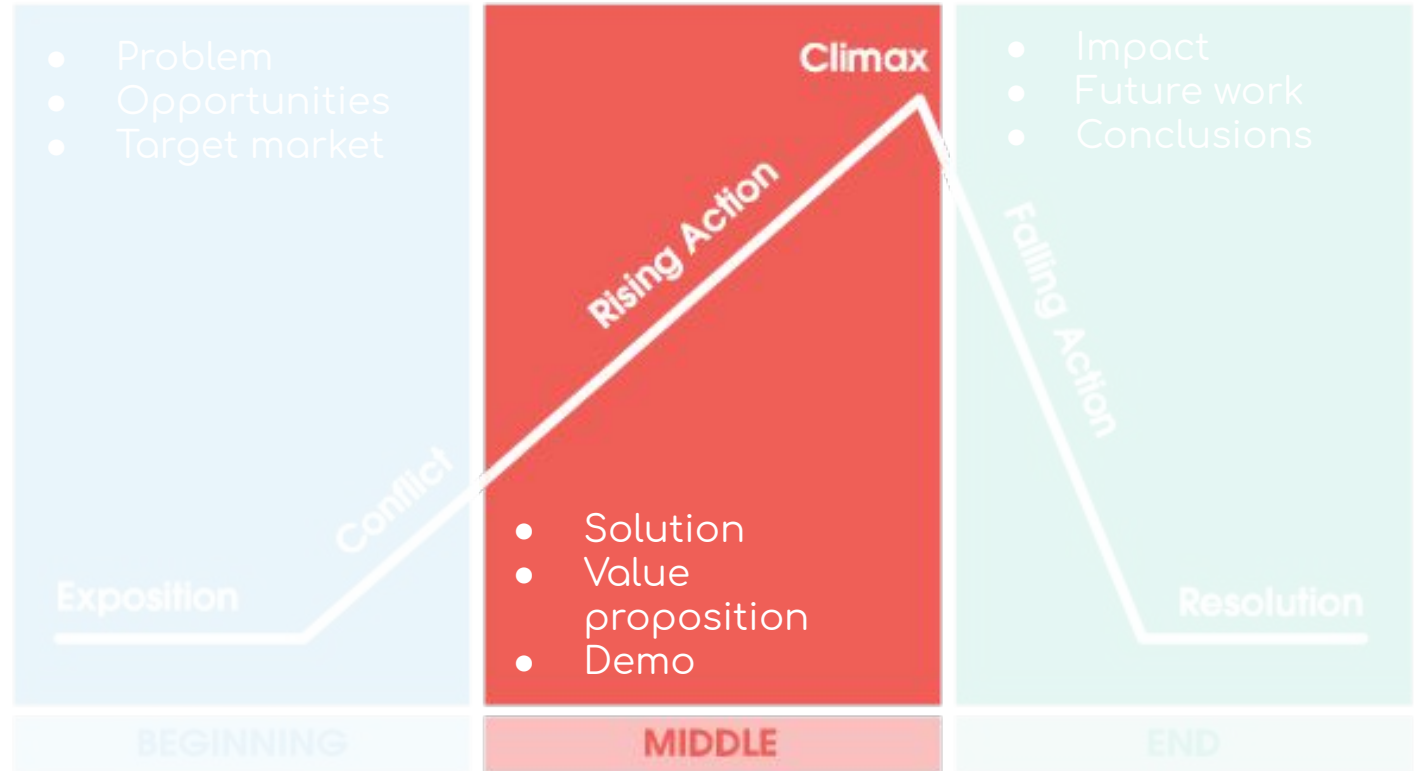 ● Problem
● Opportunities
● Target market
Exposition
Conflict
BEGINNING
Climax
Rising Action
● Solution
● Value
proposition
● Demo
MIDDLE
● Impact
● Future work
● Conclusions
Falling Action
Resolution
END